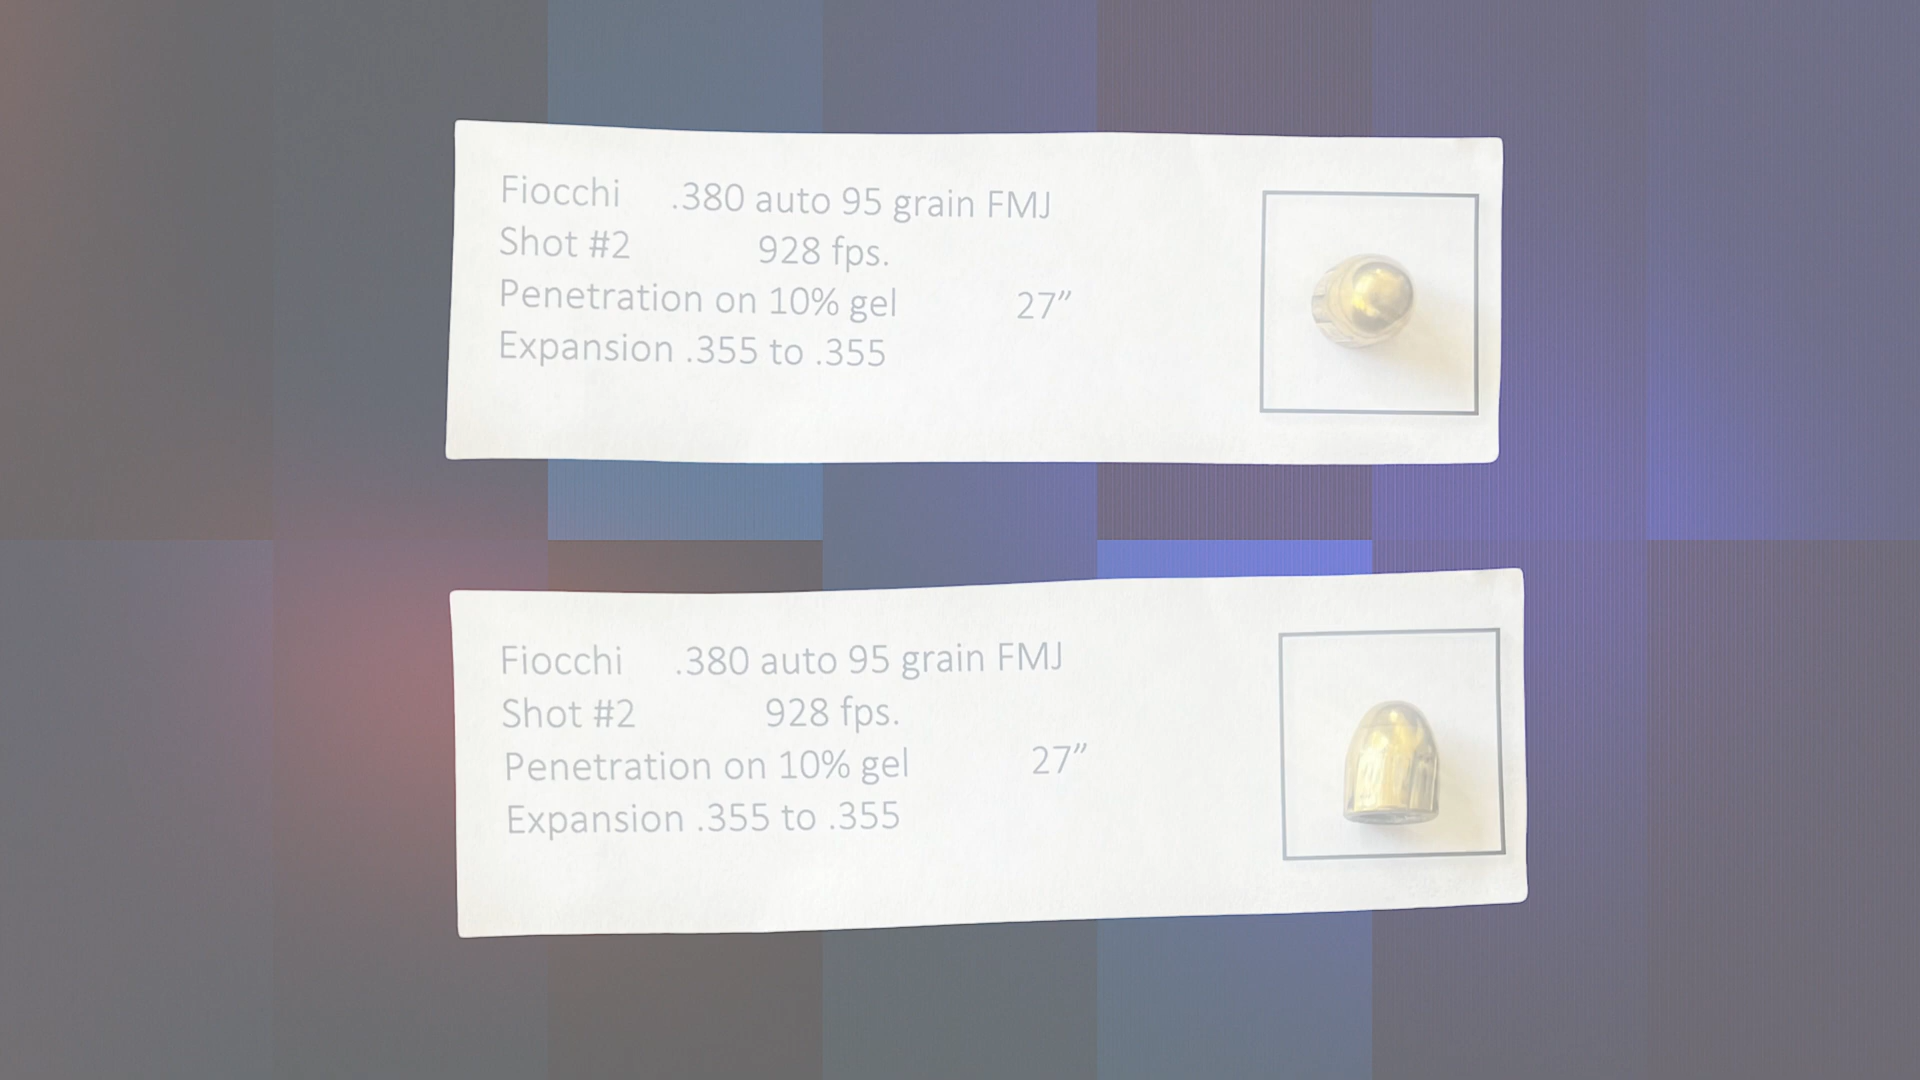 Fiocchi .380 auto 95 grain FMJ
Shot #2 928 fps.
Penetration on 10% gel 27”
Expansion .355 to .355
Fiocchi .380 auto 95 grain FMJ
Shot #2 928 fps.
Penetration on 10% gel 27”
Expansion .355 to .355